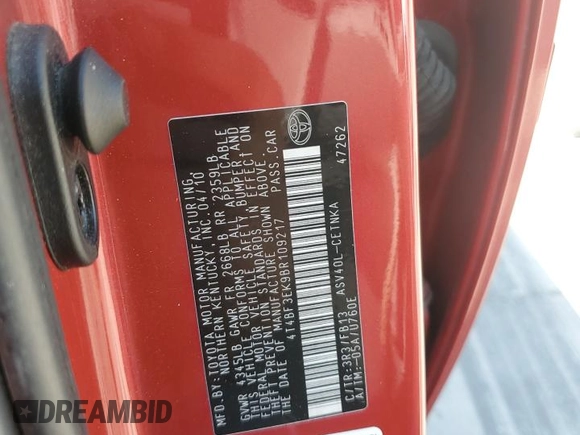 MFD. BY: TOYOTA MOTOR MANUFACTURING,
NORTHERN KENTUCKY, INC. 04/10
GVWR 4345LB GAWR FR 2668LB RR 2359LB
THIS VEHICLE CONFORMS TO ALL APPLICABLE
FEDERAL MOTOR VEHICLE SAFETY, BUMPER, AND
THEFT PREVENTION STANDARDS IN EFFECT ON
THE DATE OF MANUFACTURE SHOWN ABOVE.
4T4BF3EK9BR109217 PASS.CAR
C/TR:3R3/FB13 ASV40L-CETNKA
A/TM:-05A/U760E 47262
DREAMBID